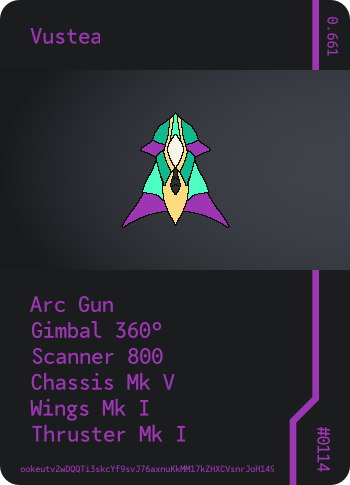 Vustea
0.661
Arc Gun
Gimbal 360°
Scanner 800
Chassis Mk V
Wings Mk I
Thruster Mk I
#0114
ookeutv2wDQQTi3skcYf9svJ76axnuKkMM17kZHXCVsnrJoH149